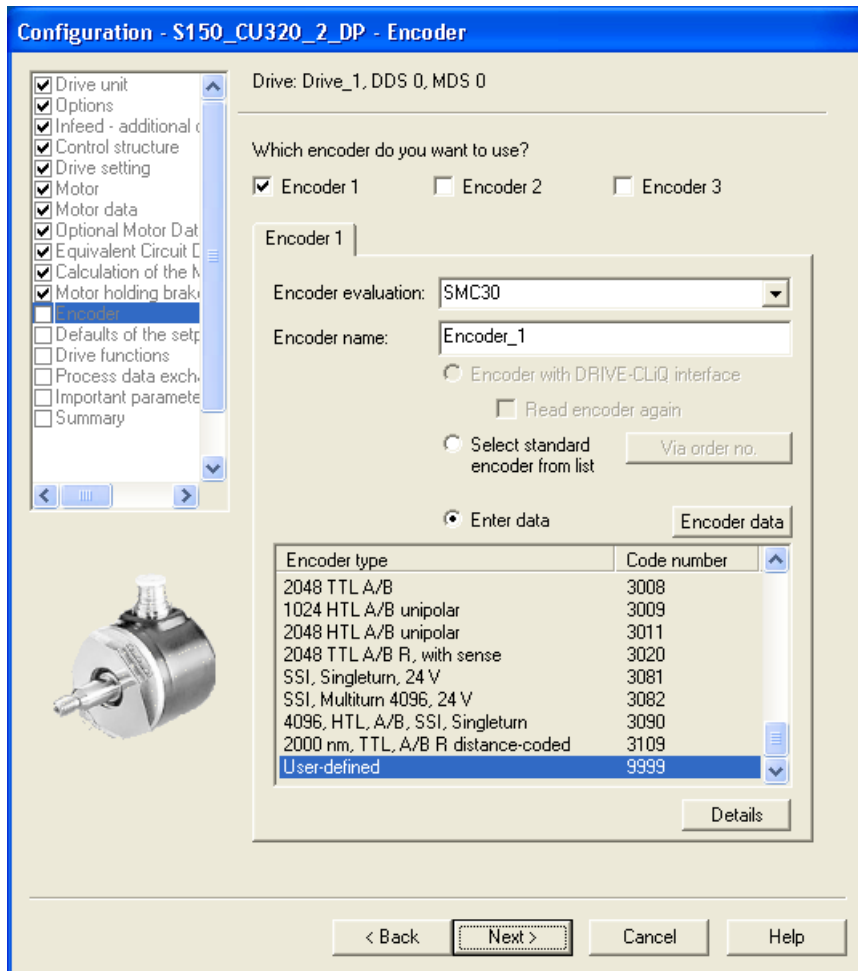 Configuration - S150_CU320_2_DP - Encoder
Drive unit
Options
Infeed - additional
Control structure
Drive setting
Motor
Motor data
Optional Motor Dat
Equivalent Circuit
Calculation of the
Motor holding brak
Encoder
Defaults of the setp
Drive functions
Process data exch
Important paramete
Summary
Drive: Drive_1, DDS 0, MDS 0
Which encoder do you want to use?
Encoder 1 Encoder 2 Encoder 3
Encoder 1
Encoder evaluation: SMC30
Encoder name: Encoder_1
Encoder with DRIVE-CLiQ interface
Read encoder again
Select standard
encoder from list
Via order no.
Enter data Encoder data
Encoder type Code number
2048 TTL A/B 3008
1024 HTL A/B unipolar 3009
2048 HTL A/B unipolar 3011
2048 TTL A/B R, with sense 3020
SSI, Singleturn, 24 V 3081
SSI, Multiturn 4096, 24 V 3082
4096, HTL, A/B, SSI, Singleturn 3090
2000 nm, TTL, A/B R distance-coded 3109
User-defined 9999
Details
< Back Next > Cancel Help